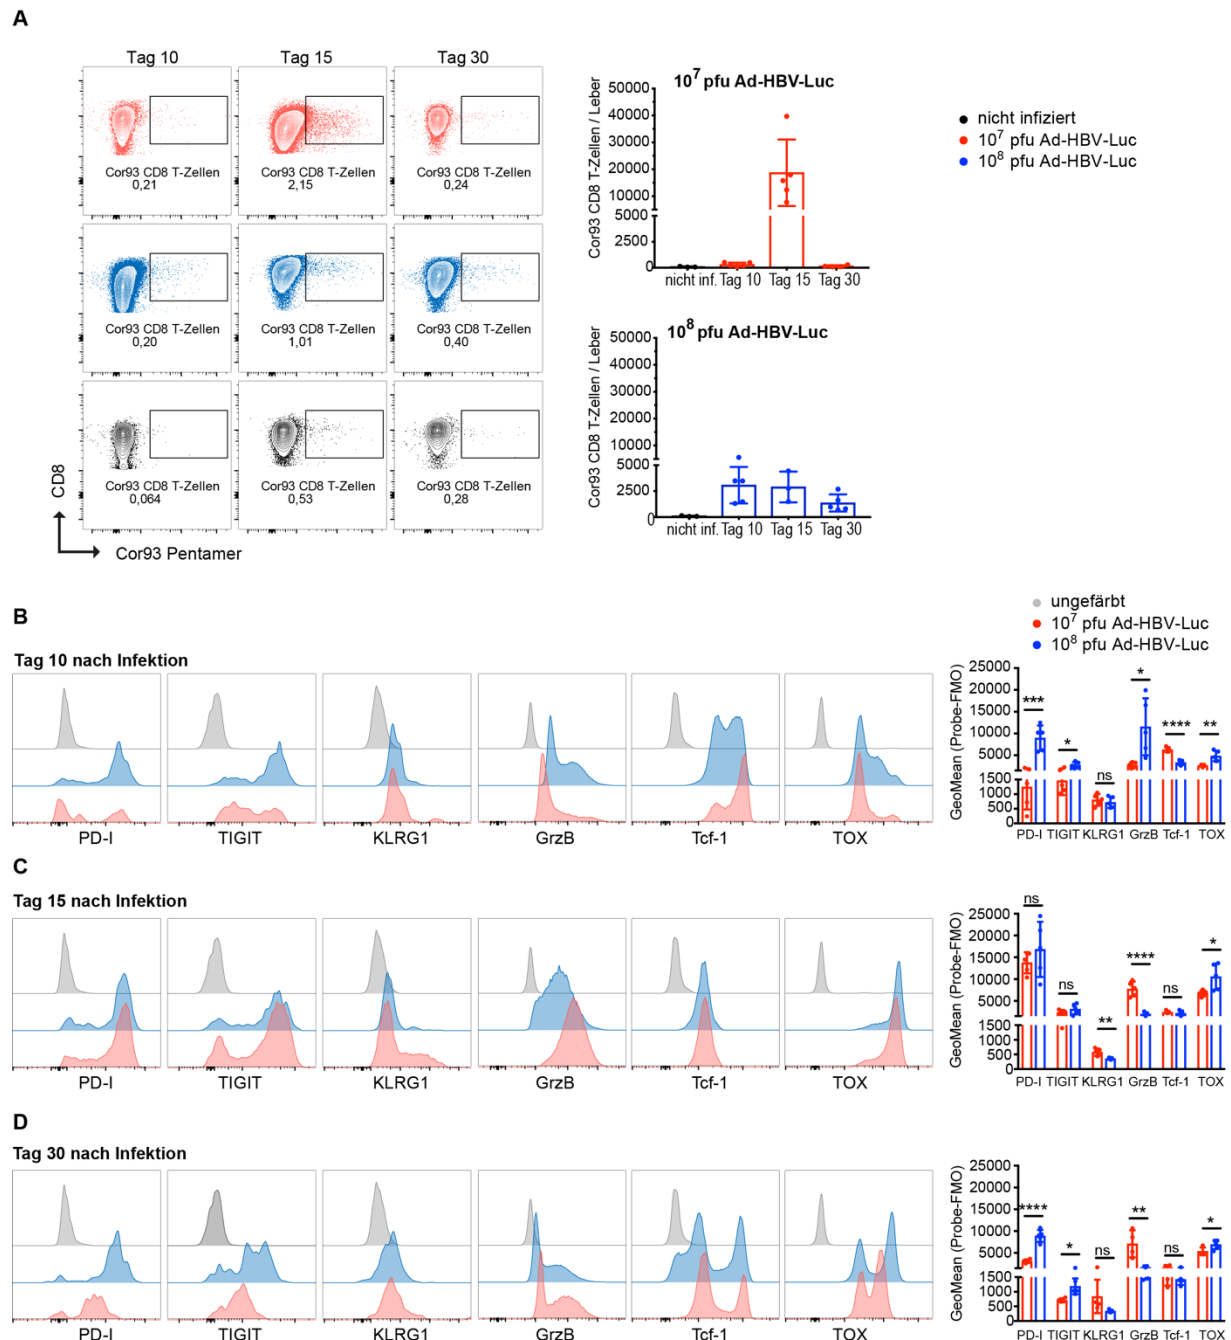 A
Tag 10 Tag 15 Tag 30
Cor93 CD8 T-Zellen 0,21
Cor93 CD8 T-Zellen 2,15
Cor93 CD8 T-Zellen 0,24
Cor93 CD8 T-Zellen 0,20
Cor93 CD8 T-Zellen 1,01
Cor93 CD8 T-Zellen 0,40
Cor93 CD8 T-Zellen 0,064
Cor93 CD8 T-Zellen 0,53
Cor93 CD8 T-Zellen 0,28
CD8
Cor93 Pentamer
10⁷ pfu Ad-HBV-Luc
Cor93 CD8 T-Zellen / Leber
50000
40000
30000
20000
10000
5000
2500
0
nicht inf. Tag 10 Tag 15 Tag 30
nicht infiziert
10⁷ pfu Ad-HBV-Luc
10⁸ pfu Ad-HBV-Luc
10⁸ pfu Ad-HBV-Luc
Cor93 CD8 T-Zellen / Leber
50000
40000
30000
20000
10000
5000
2500
0
nicht inf. Tag 10 Tag 15 Tag 30
B
Tag 10 nach Infektion
PD-I TIGIT KLRG1 GrzB Tcf-1 TOX
ungefärbt
10⁷ pfu Ad-HBV-Luc
10⁸ pfu Ad-HBV-Luc
GeoMean (Probe-FMO)
25000
20000
15000
10000
5000
1500
1000
500
0
*** * ns * **** **
PD-I TIGIT KLRG1 GrzB Tcf-1 TOX
C
Tag 15 nach Infektion
PD-I TIGIT KLRG1 GrzB Tcf-1 TOX
GeoMean (Probe-FMO)
25000
20000
15000
10000
5000
1500
1000
500
0
ns ns ** **** ns *
PD-I TIGIT KLRG1 GrzB Tcf-1 TOX
D
Tag 30 nach Infektion
PD-I TIGIT KLRG1 GrzB Tcf-1 TOX
GeoMean (Probe-FMO)
25000
20000
15000
10000
5000
1500
1000
500
0
**** * ns ** ns *
PD-I TIGIT KLRG1 GrzB Tcf-1 TOX